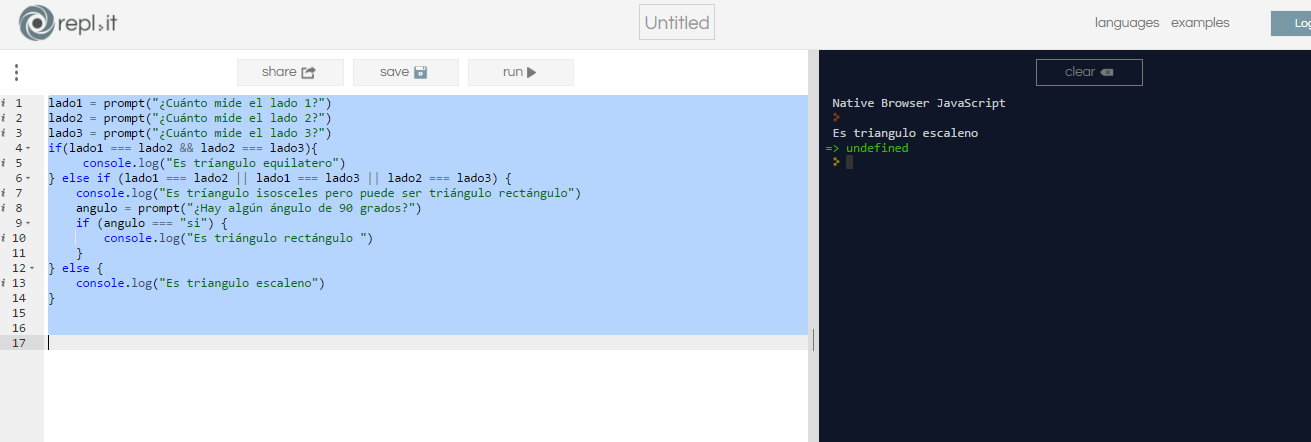 repl.it
Untitled
languages examples
share save run
clear
1 lado1 = prompt("¿Cuánto mide el lado 1?")
2 lado2 = prompt("¿Cuánto mide el lado 2?")
3 lado3 = prompt("¿Cuánto mide el lado 3?")
4 if(lado1 === lado2 && lado2 === lado3){
5 console.log("Es tríangulo equilatero")
6 } else if (lado1 === lado2 || lado1 === lado3 || lado2 === lado3) {
7 console.log("Es tríangulo isosceles pero puede ser triángulo rectángulo")
8 angulo = prompt("¿Hay algún ángulo de 90 grados?")
9 if (angulo === "si") {
10 console.log("Es triángulo rectángulo ")
11 }
12 } else {
13 console.log("Es triangulo escaleno")
14 }
15
16
17
Native Browser JavaScript
>
Es triangulo escaleno
=> undefined
>